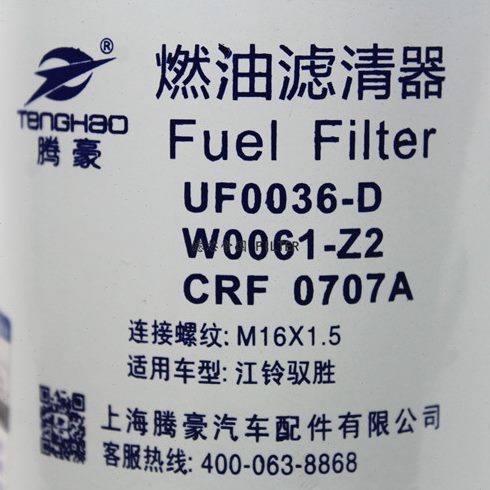 ®
TENGHAO
腾豪
燃油滤清器
Fuel Filter
UF0036-D
W0061-Z2
CRF 0707A
连接螺纹: M16X1.5
适用车型: 江铃驭胜
上海腾豪汽车配件有限公司
客服热线: 400-063-8868
FILTER